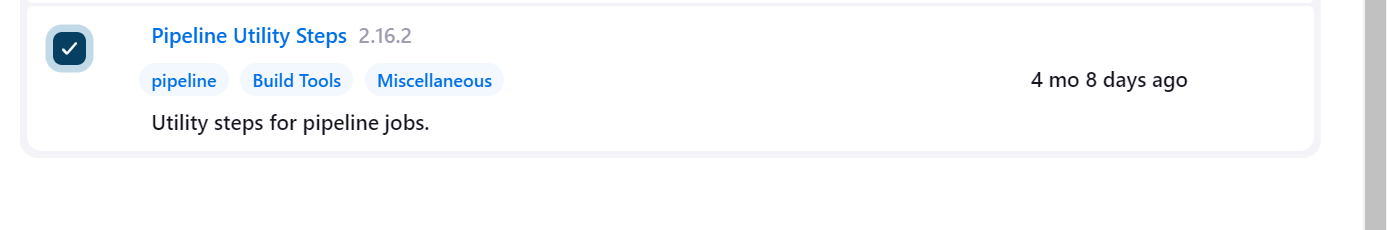 Pipeline Utility Steps 2.16.2
pipeline Build Tools Miscellaneous
4 mo 8 days ago
Utility steps for pipeline jobs.